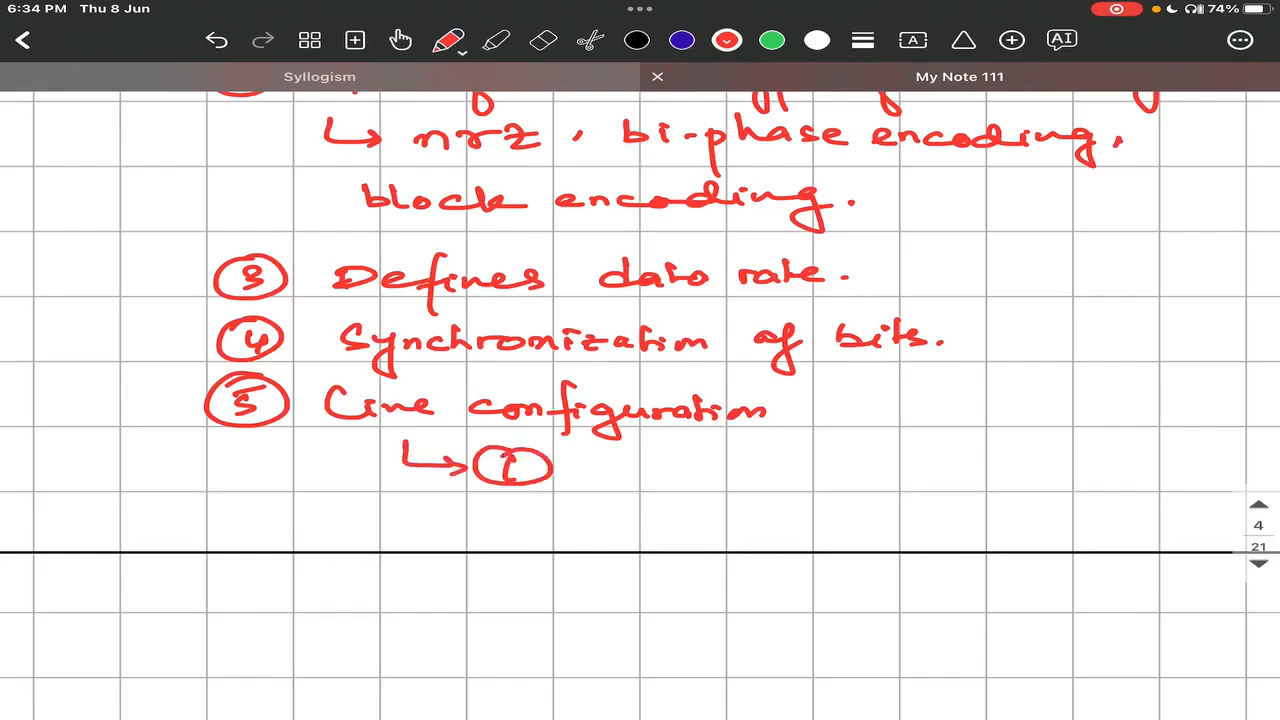 6:34 PM Thu 8 Jun
74%
A
AI
Syllogism
My Note 111
nrz, bi-phase encoding,
block encoding.
3 Defines data rate.
4 Synchronization of bits.
5 Line configuration
1
4
21